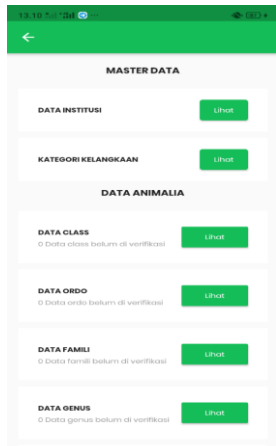 13.10
MASTER DATA
DATA INSTITUSI
Lihat
KATEGORI KELANGKAAN
Lihat
DATA ANIMALIA
DATA CLASS
0 Data class belum di verifikasi
Lihat
DATA ORDO
0 Data ordo belum di verifikasi
Lihat
DATA FAMILI
0 Data famili belum di verifikasi
Lihat
DATA GENUS
0 Data genus belum di verifikasi
Lihat